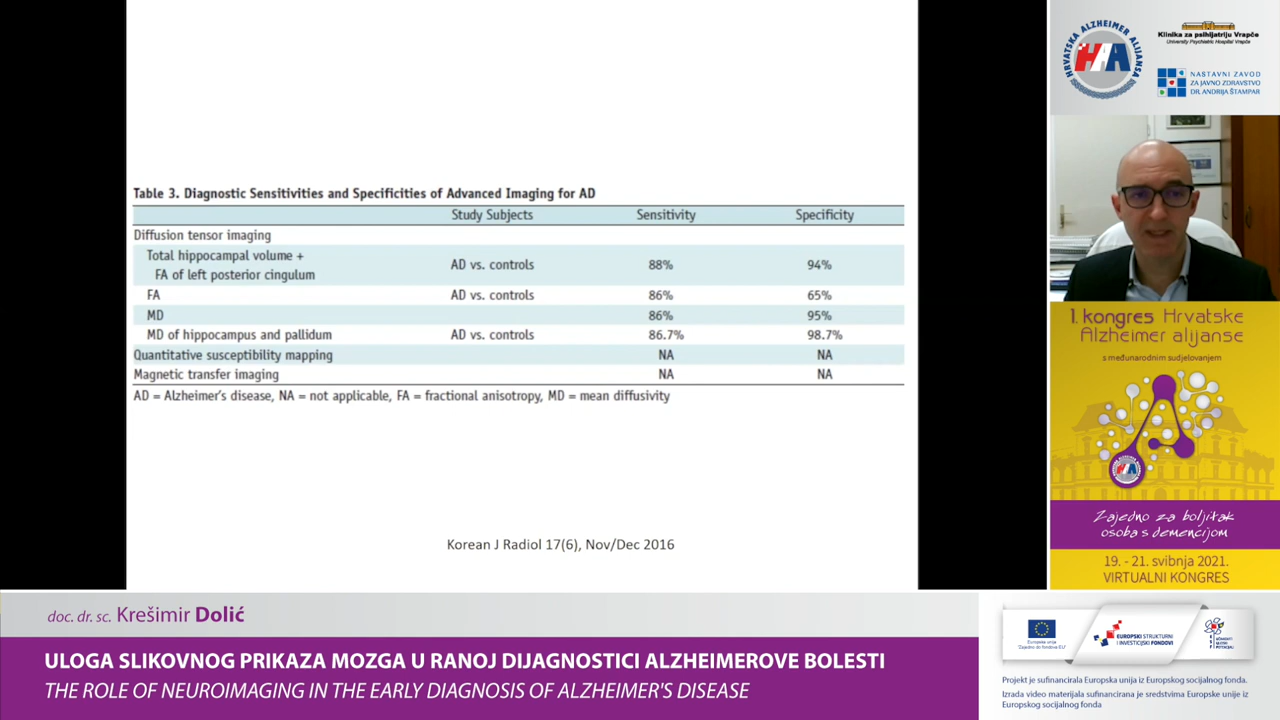 Table 3. Diagnostic Sensitivities and Specificities of Advanced Imaging for AD
Study Subjects Sensitivity Specificity
Diffusion tensor imaging
Total hippocampal volume +
FA of left posterior cingulum AD vs. controls 88% 94%
FA AD vs. controls 86% 65%
MD 86% 95%
MD of hippocampus and pallidum AD vs. controls 86.7% 98.7%
Quantitative susceptibility mapping NA NA
Magnetic transfer imaging NA NA
AD = Alzheimer's disease, NA = not applicable, FA = fractional anisotropy, MD = mean diffusivity
Korean J Radiol 17(6), Nov/Dec 2016
HRVATSKA ALZHEIMER ALIJANSA
HAA
Klinika za psihijatriju Vrapče
University Psychiatric Hospital Vrapče
NASTAVNI ZAVOD
ZA JAVNO ZDRAVSTVO
DR. ANDRIJA ŠTAMPAR
1. kongres Hrvatske
Alzheimer alijanse
s međunarodnim sudjelovanjem
Zajedno za boljitak
osoba s demencijom
19. - 21. svibnja 2021.
VIRTUALNI KONGRES
doc. dr. sc. Krešimir Dolić
ULOGA SLIKOVNOG PRIKAZA MOZGA U RANOJ DIJAGNOSTICI ALZHEIMEROVE BOLESTI
THE ROLE OF NEUROIMAGING IN THE EARLY DIAGNOSIS OF ALZHEIMER'S DISEASE
Europska unija
"Zajedno do fondova EU"
EUROPSKI STRUKTURNI
I INVESTICIJSKI FONDOVI
Projekt je sufinancirala Europska unija iz Europskog socijalnog fonda.
Izrada video materijala sufinancirana je sredstvima Europske unije iz
Europskog socijalnog fonda